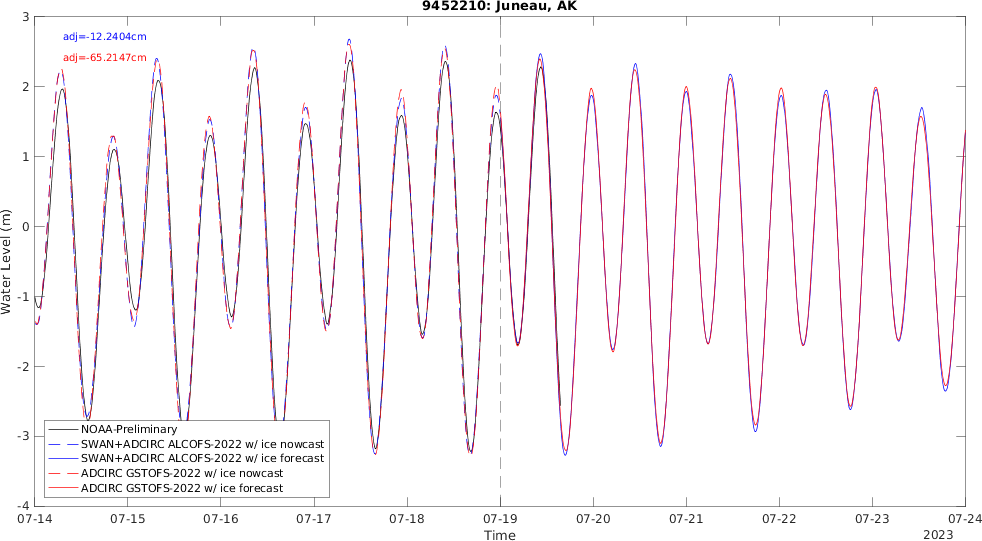 9452210: Juneau, AK
adj=-12.2404cm
adj=-65.2147cm
Water Level (m)
3
2
1
0
-1
-2
-3
-4
NOAA-Preliminary
SWAN+ADCIRC ALCOFS-2022 w/ ice nowcast
SWAN+ADCIRC ALCOFS-2022 w/ ice forecast
ADCIRC GSTOFS-2022 w/ ice nowcast
ADCIRC GSTOFS-2022 w/ ice forecast
07-14 07-15 07-16 07-17 07-18 07-19 07-20 07-21 07-22 07-23 07-24
Time
2023